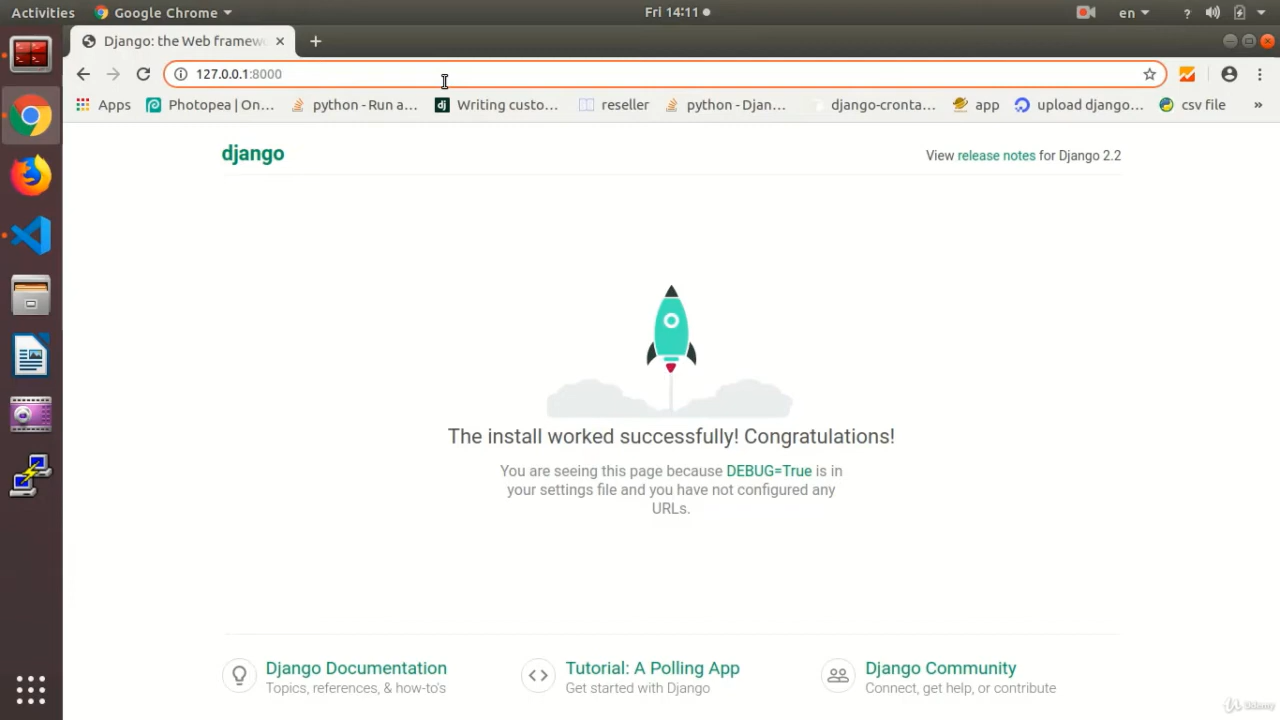 Activities Google Chrome Fri 14:11 en ?
Django: the Web framew
127.0.0.1:8000
Apps Photopea | On... python - Run a... dj Writing custo... reseller python - Djan... django-cronta... app upload django... csv file »
django
View release notes for Django 2.2
The install worked successfully! Congratulations!
You are seeing this page because DEBUG=True is in
your settings file and you have not configured any
URLs.
Django Documentation
Topics, references, & how-to's
Tutorial: A Polling App
Get started with Django
Django Community
Connect, get help, or contribute
Udemy